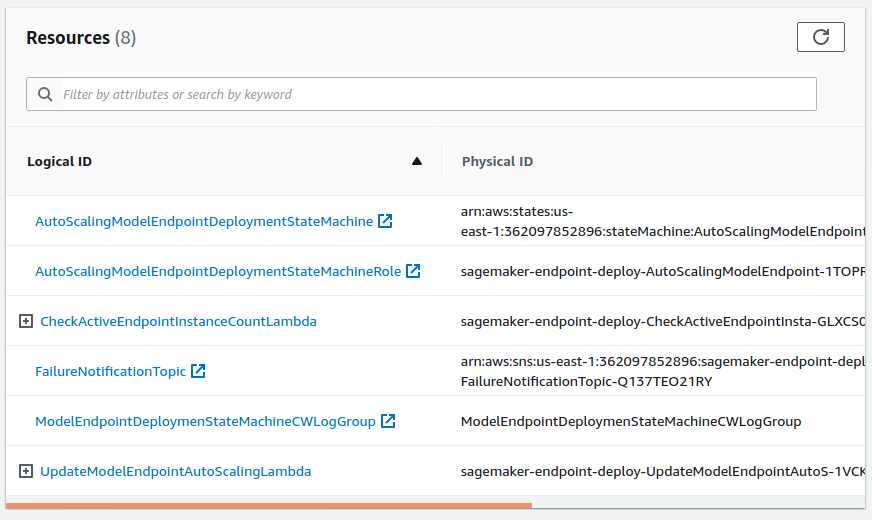 Resources (8)
Filter by attributes or search by keyword
Logical ID
Physical ID
AutoScalingModelEndpointDeploymentStateMachine
arn:aws:states:us-
east-1:362097852896:stateMachine:AutoScalingModelEndpoint
AutoScalingModelEndpointDeploymentStateMachineRole
sagemaker-endpoint-deploy-AutoScalingModelEndpoint-1TOPR
CheckActiveEndpointInstanceCountLambda
sagemaker-endpoint-deploy-CheckActiveEndpointInsta-GLXCS0
FailureNotificationTopic
arn:aws:sns:us-east-1:362097852896:sagemaker-endpoint-depl
FailureNotificationTopic-Q137TEO21RY
ModelEndpointDeploymenStateMachineCWLogGroup
ModelEndpointDeploymenStateMachineCWLogGroup
UpdateModelEndpointAutoScalingLambda
sagemaker-endpoint-deploy-UpdateModelEndpointAutoS-1VCK